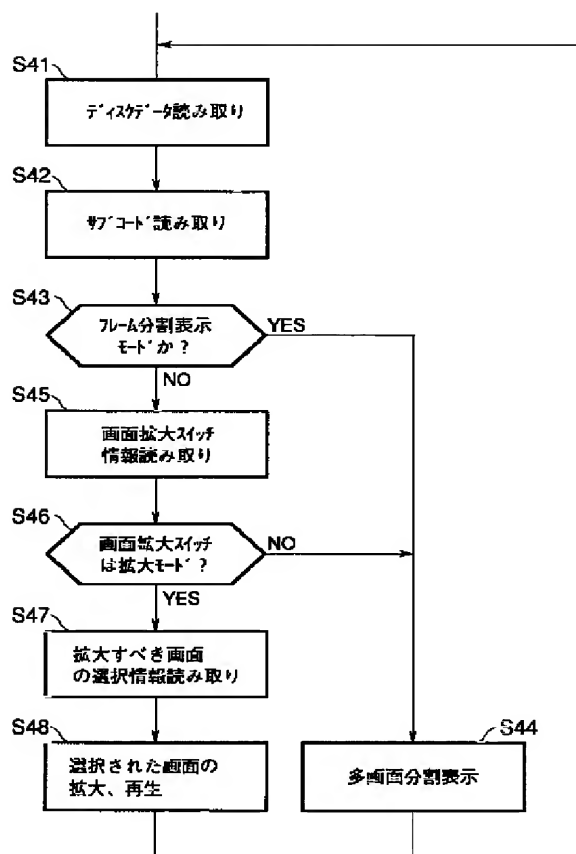 S41
ディスクデータ読み取り
S42
サブコード読み取り
S43
フレーム分割表示
モードか？
YES
NO
S45
画面拡大スイッチ
情報読み取り
S46
画面拡大スイッチ
は拡大モード？
NO
YES
S47
拡大すべき画面
の選択情報読み取り
S48
選択された画面の
拡大、再生
S44
多画面分割表示